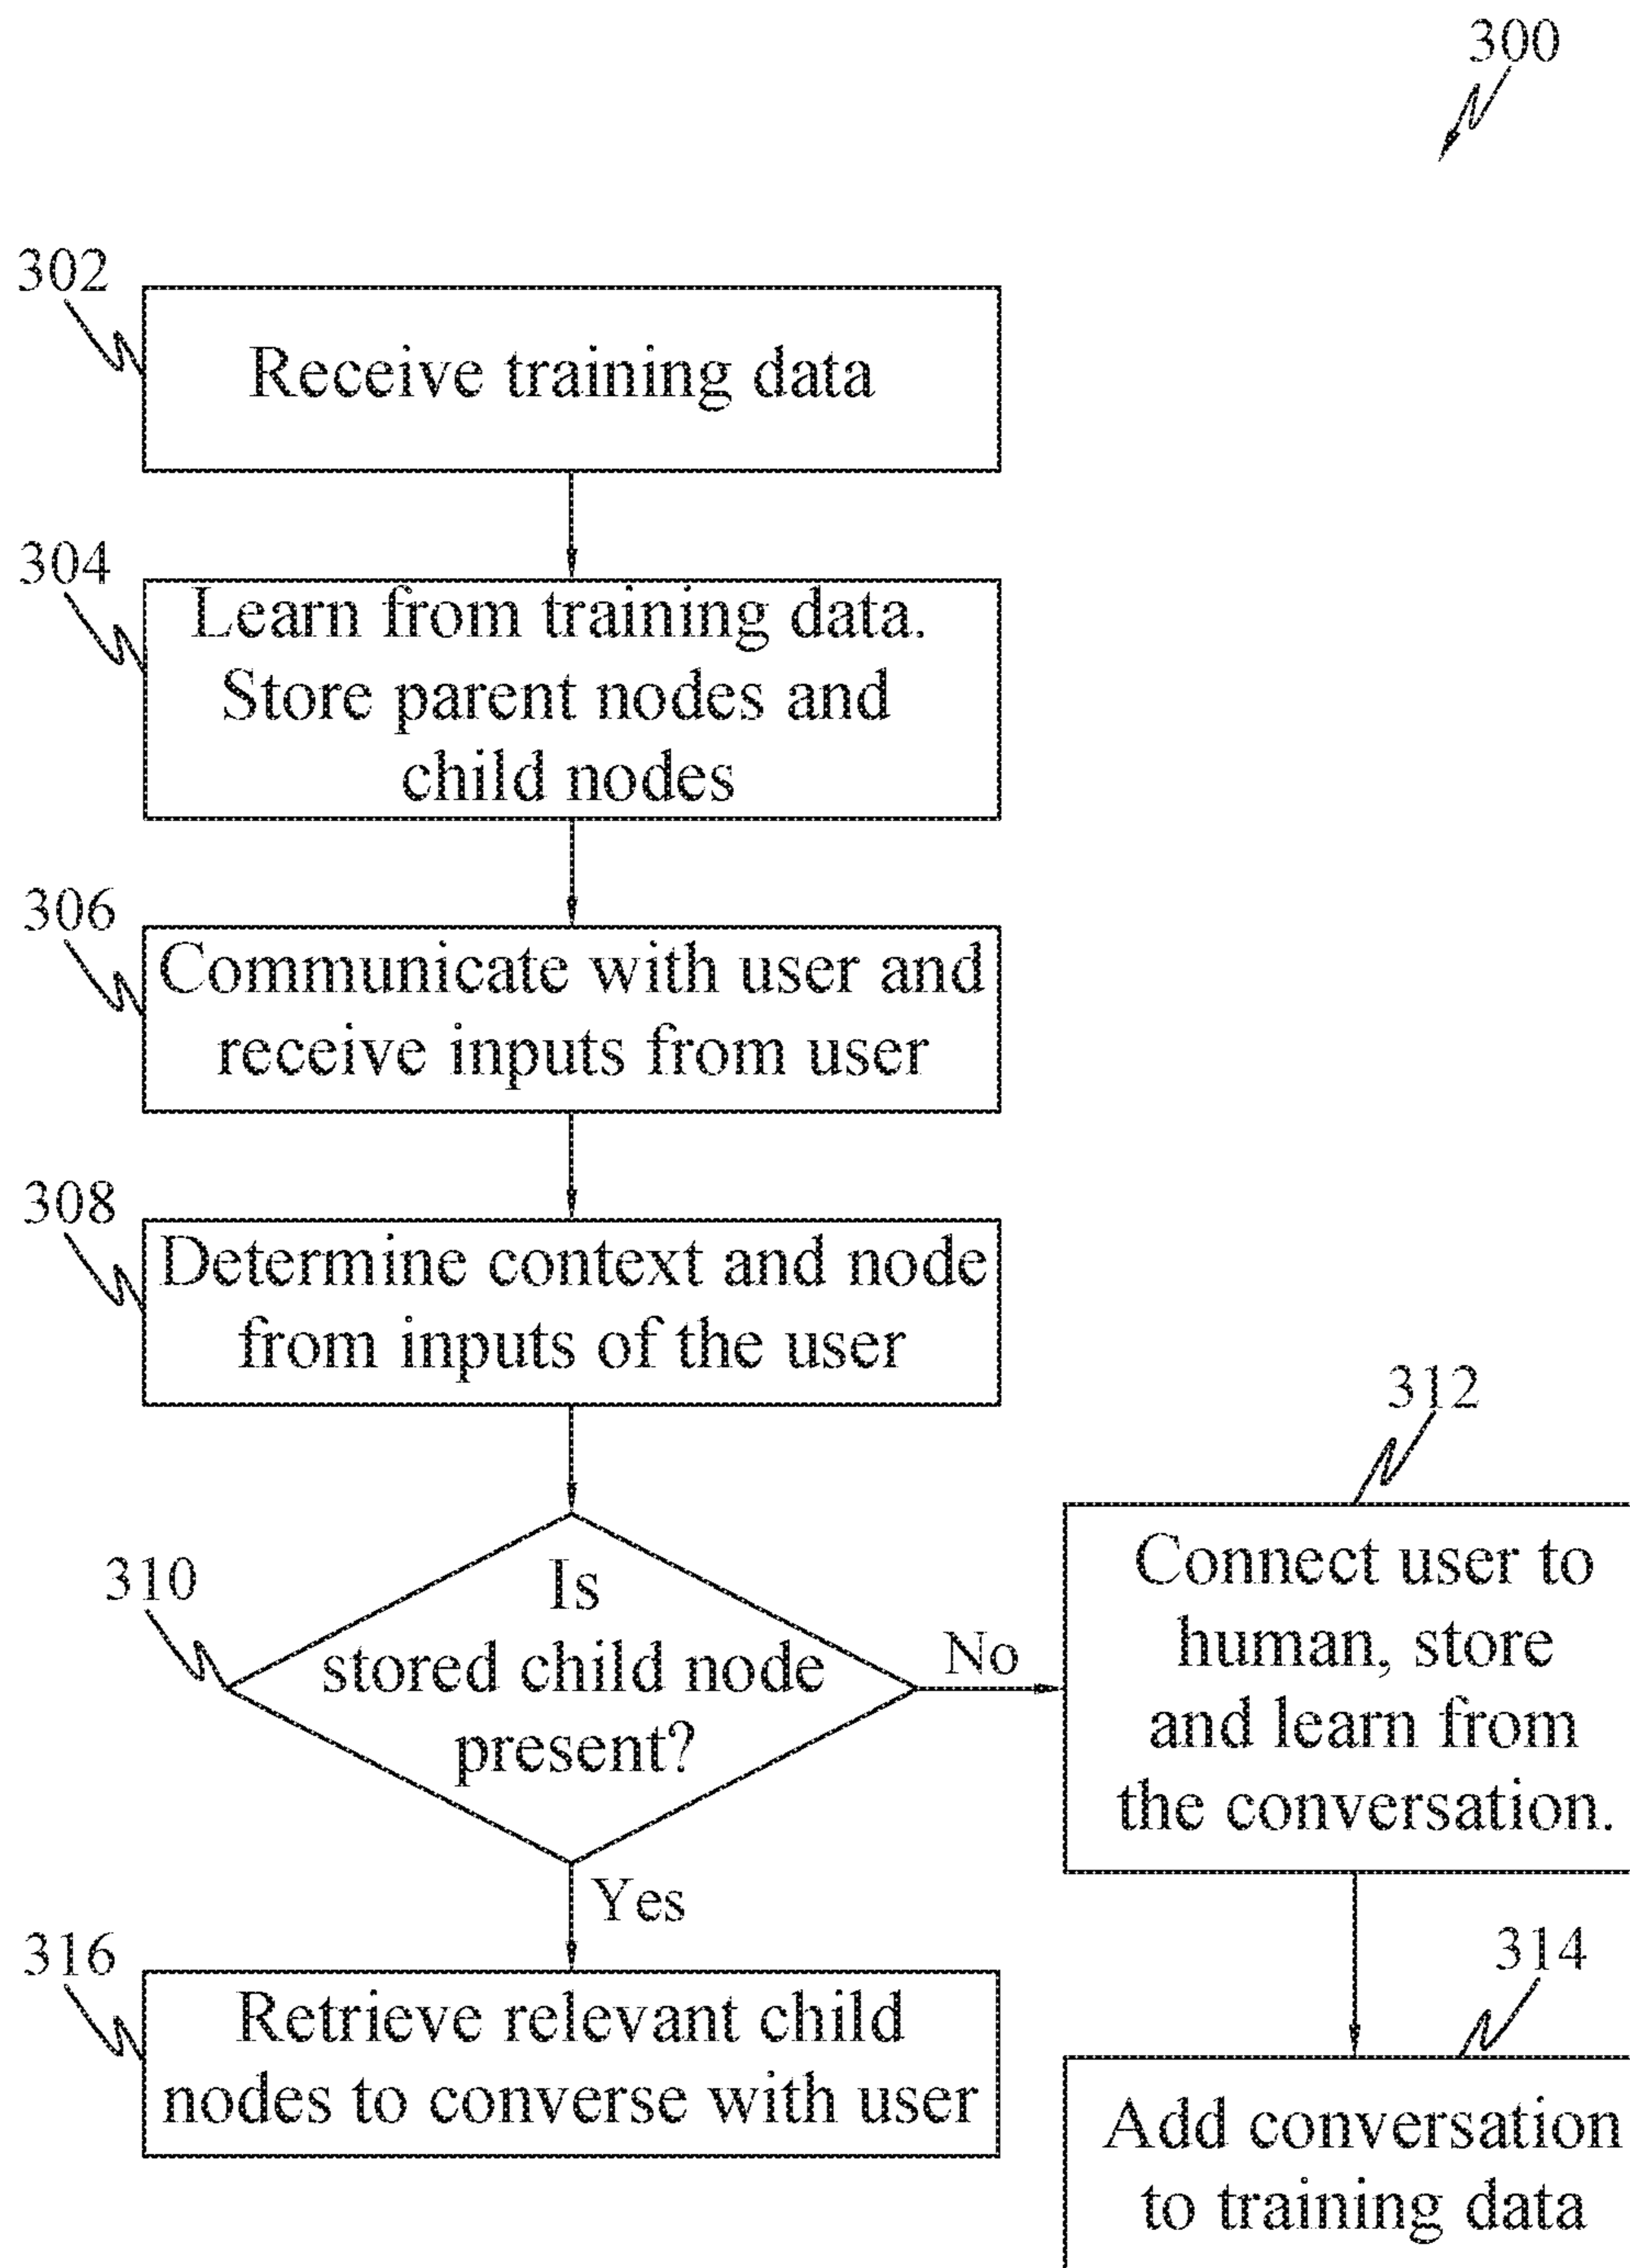 300
302
Receive training data
304
Learn from training data.
Store parent nodes and
child nodes
306
Communicate with user and
receive inputs from user
308
Determine context and node
from inputs of the user
310
Is
stored child node
present?
No
312
Connect user to
human, store
and learn from
the conversation.
Yes
316
Retrieve relevant child
nodes to converse with user
314
Add conversation
to training data